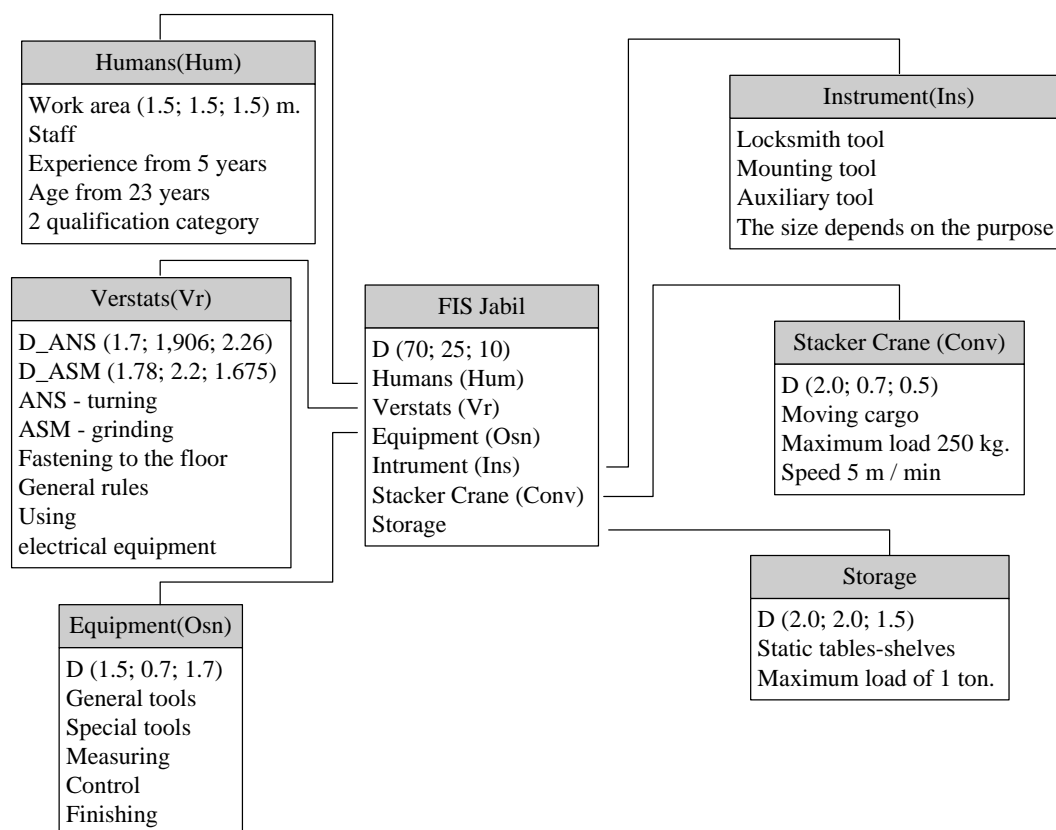 Humans(Hum)
Work area (1.5; 1.5; 1.5) m.
Staff
Experience from 5 years
Age from 23 years
2 qualification category
Verstats(Vr)
D_ANS (1.7; 1,906; 2.26)
D_ASM (1.78; 2.2; 1.675)
ANS - turning
ASM - grinding
Fastening to the floor
General rules
Using
electrical equipment
Equipment(Osn)
D (1.5; 0.7; 1.7)
General tools
Special tools
Measuring
Control
Finishing
FIS Jabil
D (70; 25; 10)
Humans (Hum)
Verstats (Vr)
Equipment (Osn)
Intrument (Ins)
Stacker Crane (Conv)
Storage
Instrument(Ins)
Locksmith tool
Mounting tool
Auxiliary tool
The size depends on the purpose
Stacker Crane (Conv)
D (2.0; 0.7; 0.5)
Moving cargo
Maximum load 250 kg.
Speed 5 m / min
Storage
D (2.0; 2.0; 1.5)
Static tables-shelves
Maximum load of 1 ton.